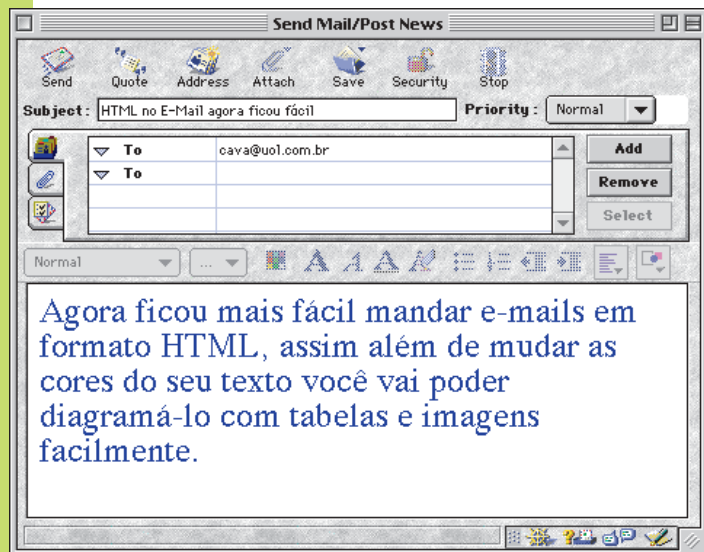 Send Mail/Post News
Send Quote Address Attach Save Security Stop
Subject: HTML no E-Mail agora ficou fácil Priority: Normal
To cava@uol.com.br Add
To Remove
Select
Normal ...
Agora ficou mais fácil mandar e-mails em
formato HTML, assim além de mudar as
cores do seu texto você vai poder
diagramá-lo com tabelas e imagens
facilmente.